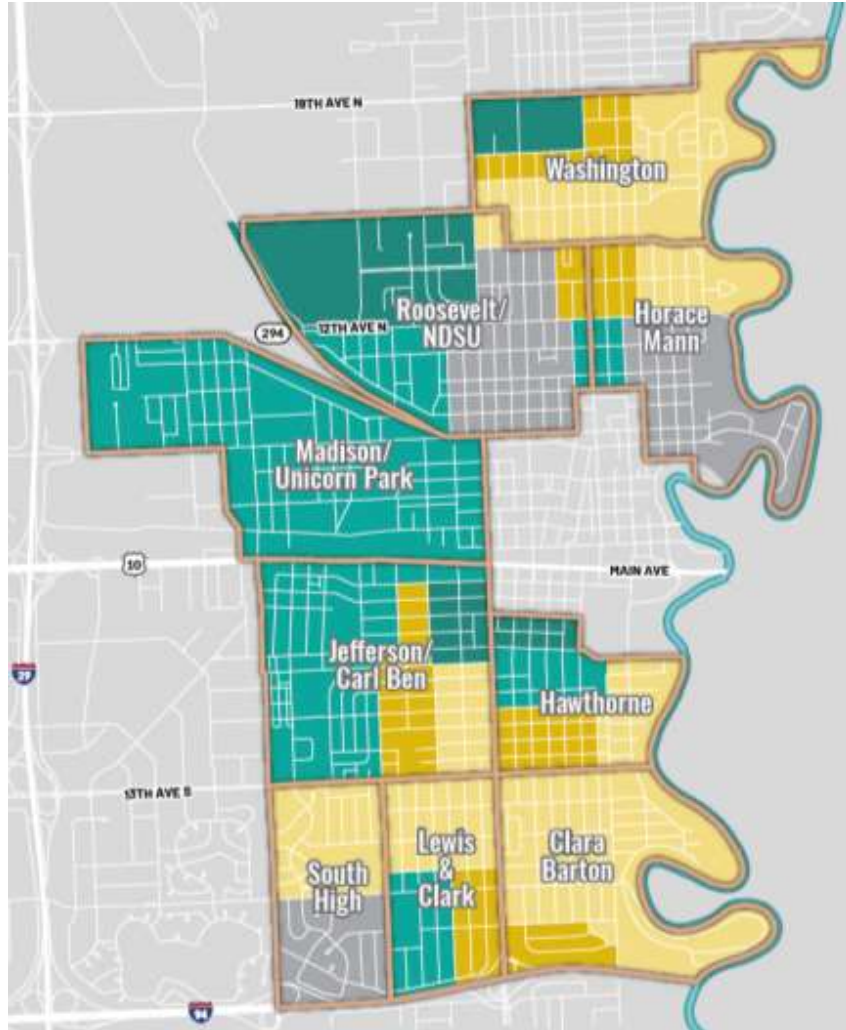 19TH AVE N
Washington
Roosevelt/
NDSU
Horace
Mann
294
12TH AVE N
Madison/
Unicorn Park
10
MAIN AVE
Jefferson/
Carl Ben
29
Hawthorne
13TH AVE S
South
High
Lewis
&
Clark
Clara
Barton
94